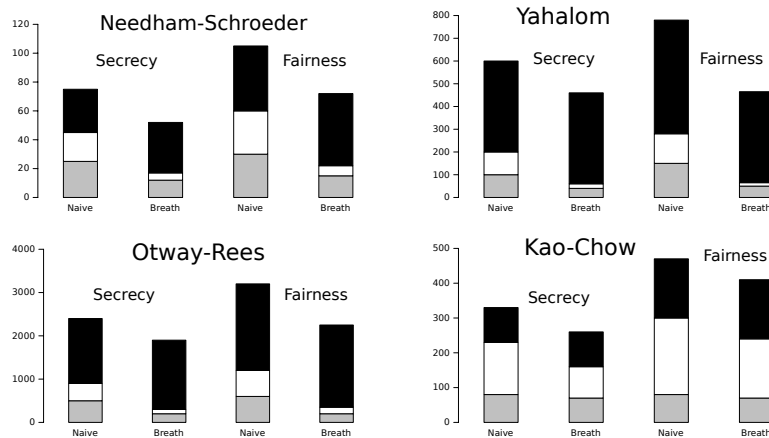 Needham-Schroeder
120
100
80
60
40
20
0
Secrecy
Fairness
Naive
Breath
Naive
Breath
Yahalom
800
700
600
500
400
300
200
100
0
Secrecy
Fairness
Naive
Breath
Naive
Breath
Otway-Rees
4000
3000
2000
1000
0
Secrecy
Fairness
Naive
Breath
Naive
Breath
Kao-Chow
500
400
300
200
100
0
Secrecy
Fairness
Naive
Breath
Naive
Breath